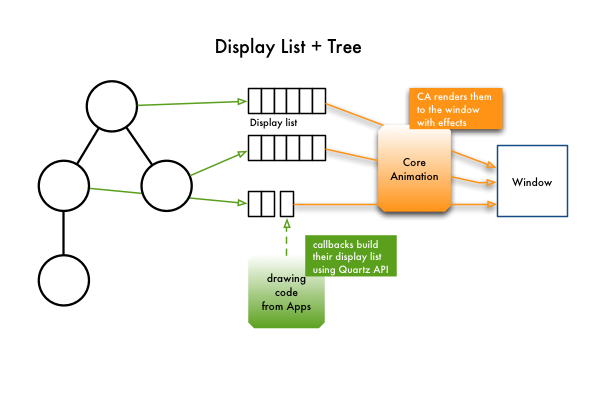 Display List + Tree
CA renders them
to the window
with effects
Display list
Core
Animation
Window
callbacks build
their display list
using Quartz API
drawing
code
from Apps